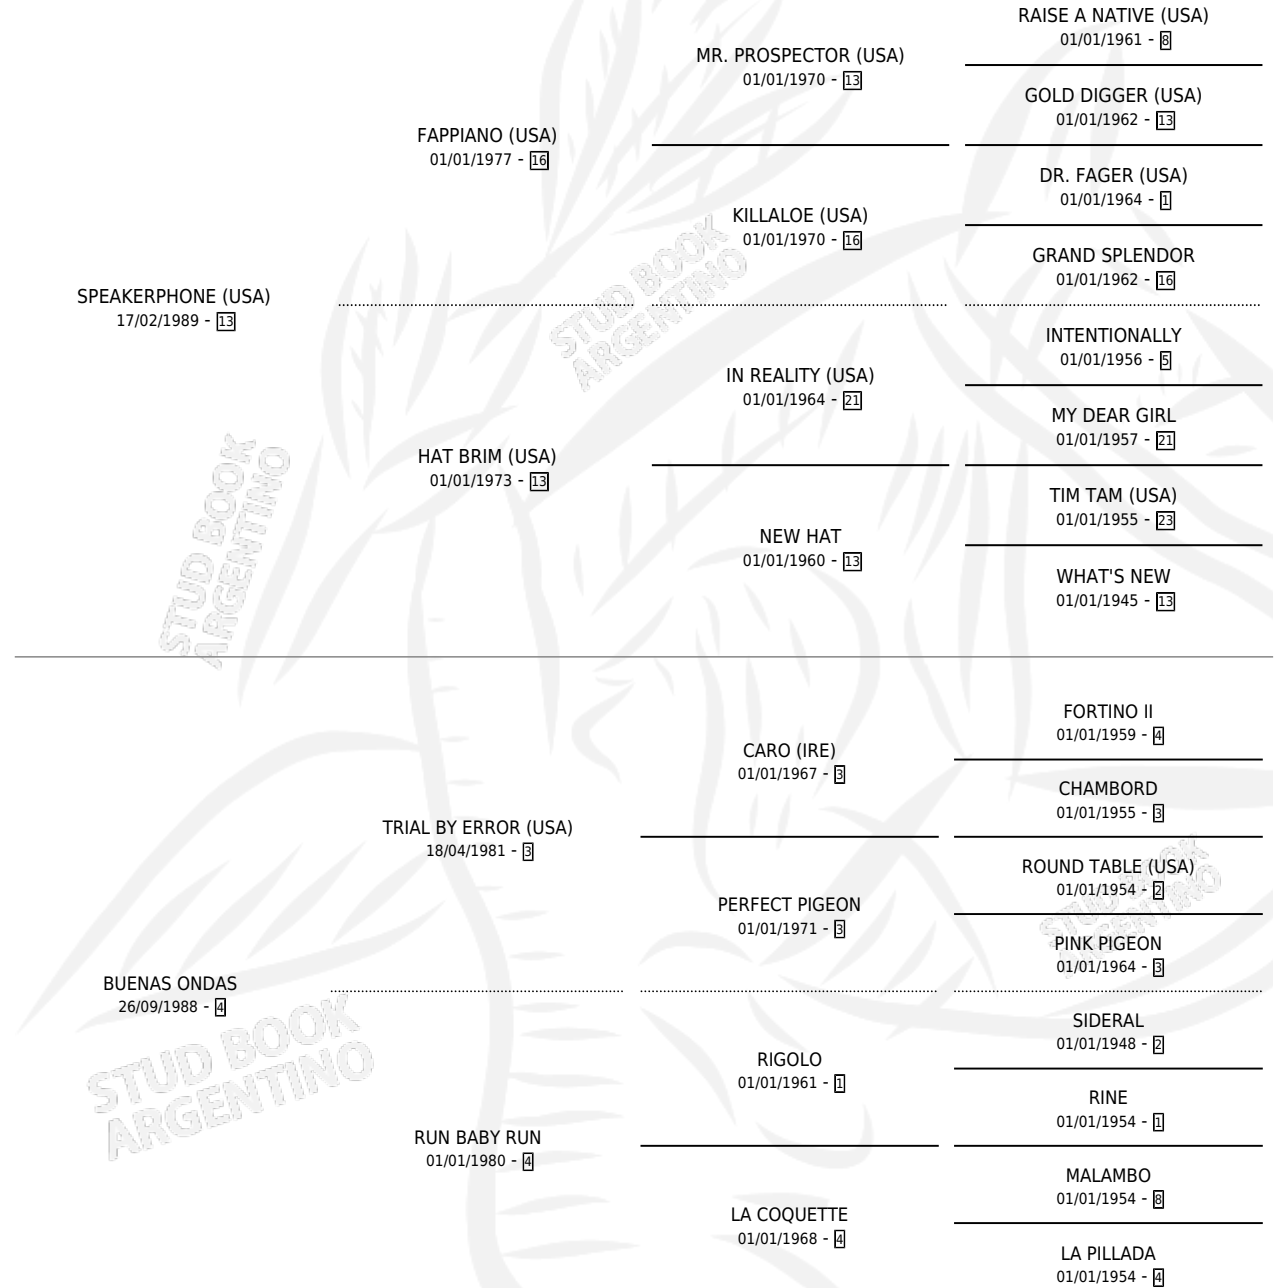 RAISE A NATIVE (USA)
01/01/1961 - 8
MR. PROSPECTOR (USA)
01/01/1970 - 13
GOLD DIGGER (USA)
01/01/1962 - 13
FAPPIANO (USA)
01/01/1977 - 16
DR. FAGER (USA)
01/01/1964 - 1
KILLALOE (USA)
01/01/1970 - 16
GRAND SPLENDOR
01/01/1962 - 16
SPEAKERPHONE (USA)
17/02/1989 - 13
INTENTIONALLY
01/01/1956 - 5
IN REALITY (USA)
01/01/1964 - 21
MY DEAR GIRL
01/01/1957 - 21
HAT BRIM (USA)
01/01/1973 - 13
TIM TAM (USA)
01/01/1955 - 23
NEW HAT
01/01/1960 - 13
WHAT'S NEW
01/01/1945 - 13
STUD BOOK
ARGENTINO
STUD BOOK
ARGENTINO
FORTINO II
01/01/1959 - 4
CARO (IRE)
01/01/1967 - 3
CHAMBORD
01/01/1955 - 3
TRIAL BY ERROR (USA)
18/04/1981 - 3
ROUND TABLE (USA)
01/01/1954 - 2
PERFECT PIGEON
01/01/1971 - 3
PINK PIGEON
01/01/1964 - 3
STUD BOOK
ARGENTINO
BUENAS ONDAS
26/09/1988 - 4
SIDERAL
01/01/1948 - 2
RIGOLO
01/01/1961 - 1
RINE
01/01/1954 - 1
STUD BOOK
ARGENTINO
RUN BABY RUN
01/01/1980 - 4
MALAMBO
01/01/1954 - 8
LA COQUETTE
01/01/1968 - 4
LA PILLADA
01/01/1954 - 4